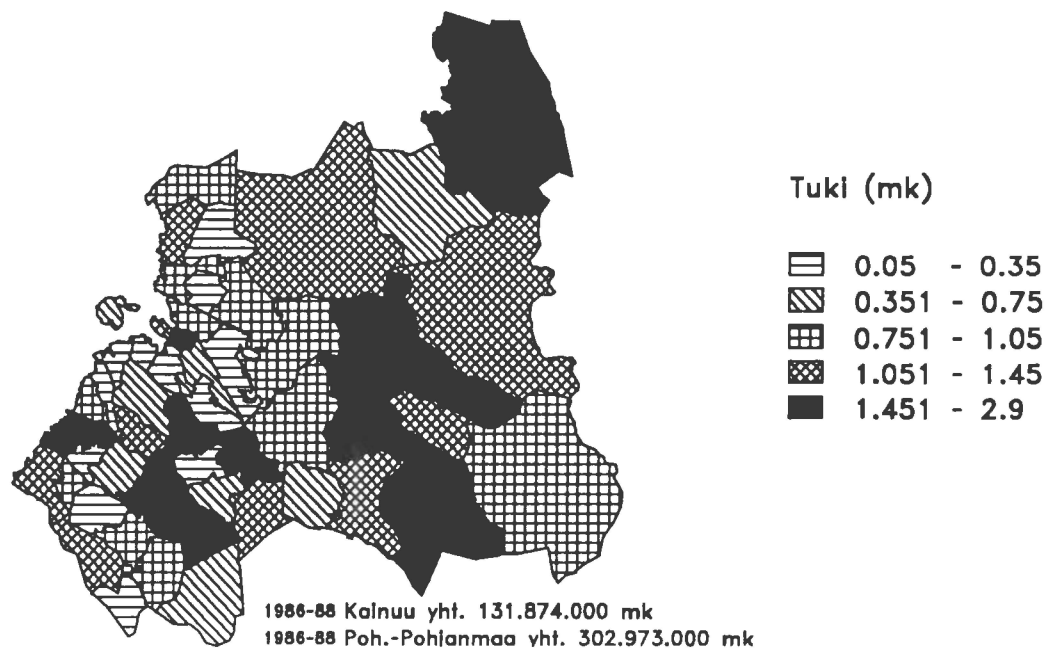 Tuki (mk)
0.05 - 0.35
0.351 - 0.75
0.751 - 1.05
1.051 - 1.45
1.451 - 2.9
1986-88 Kainuu yht. 131.874.000 mk
1986-88 Poh.-Pohjanmaa yht. 302.973.000 mk